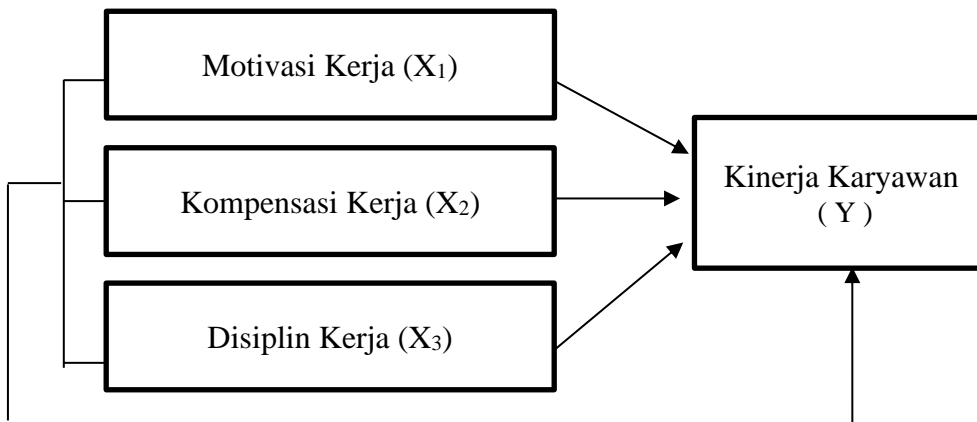 Motivasi Kerja (X₁)
Kompensasi Kerja (X₂)
Disiplin Kerja (X₃)
Kinerja Karyawan
( Y )